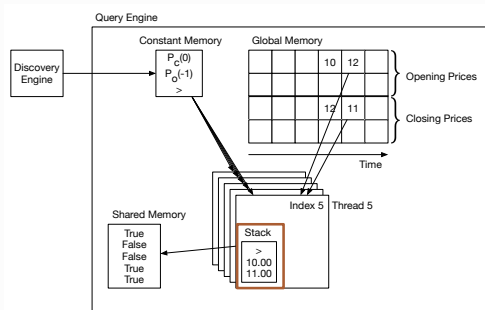 Query Engine
Constant Memory
Global Memory
Discovery
Engine
Pc(0)
Po(-1)
>
10 12
Opening Prices
12 11
Closing Prices
Time
Index 5 Thread 5
Shared Memory
True
False
False
True
True
Stack
>
10.00
11.00